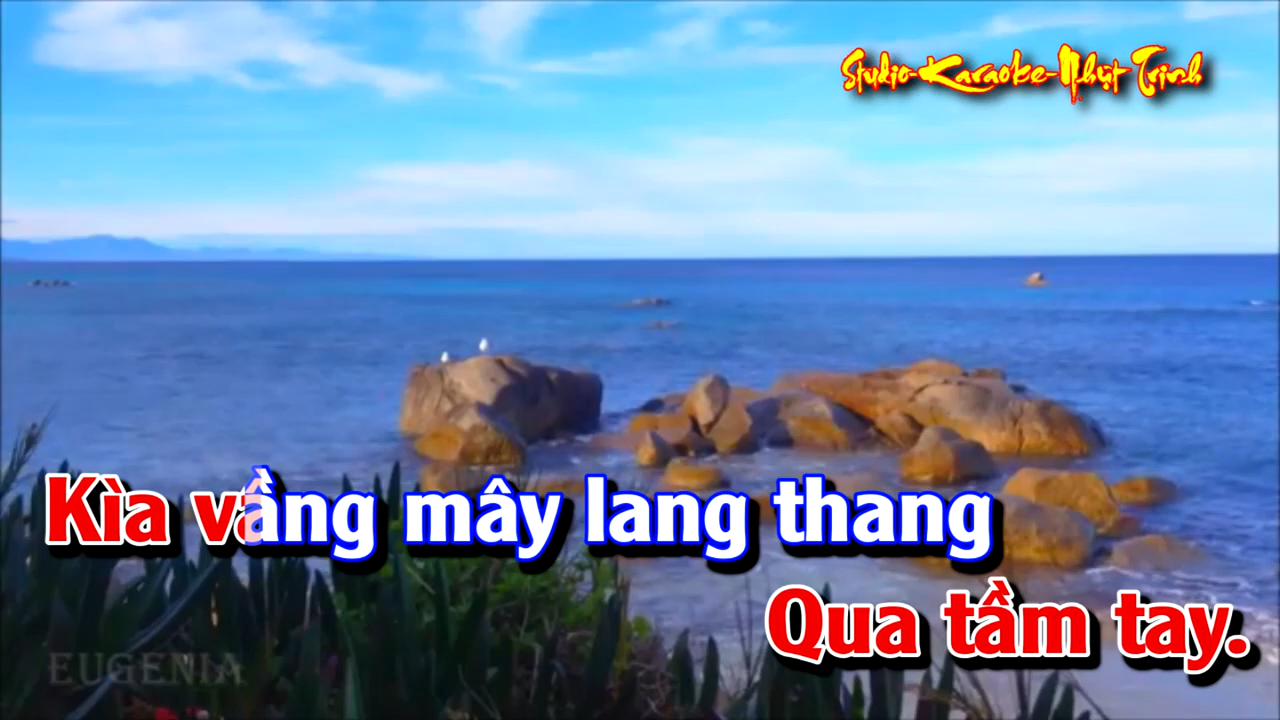 Studio-Karaoke-Nhựt Trinh
Kìa vầng mây lang thang
Qua tầm tay.
EUGENIA